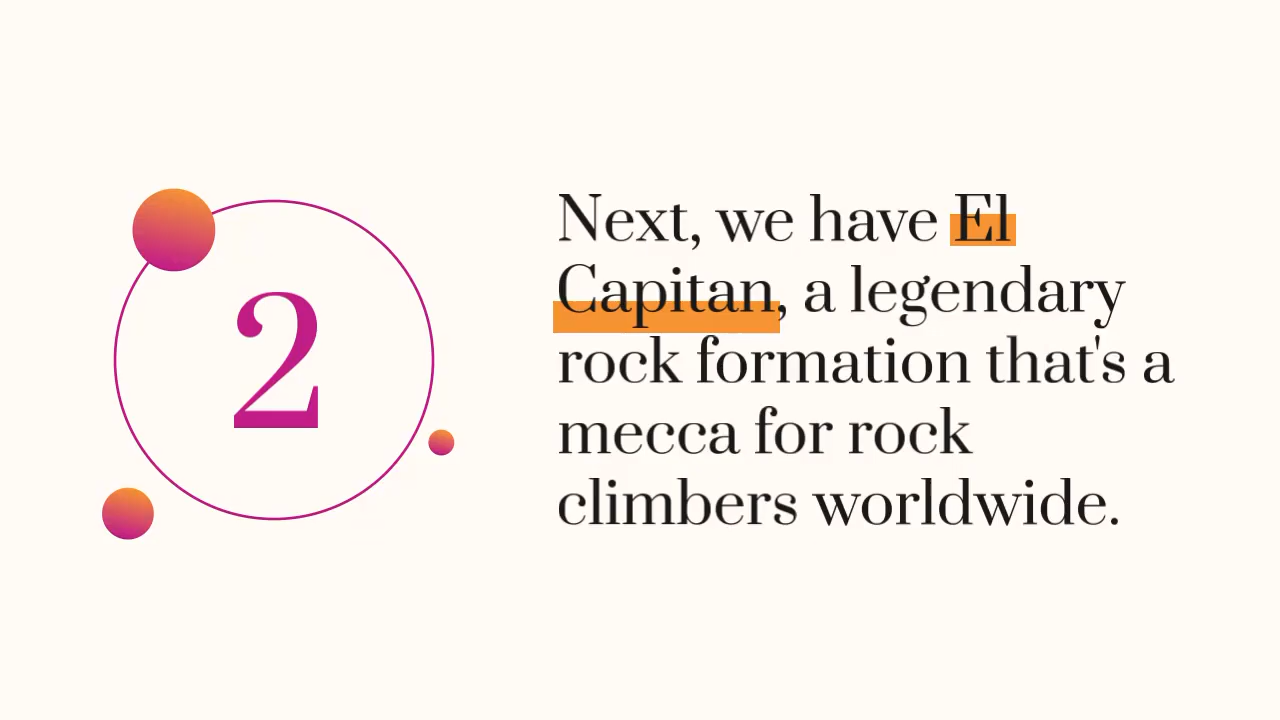 2
Next, we have El
Capitan, a legendary
rock formation that's a
mecca for rock
climbers worldwide.